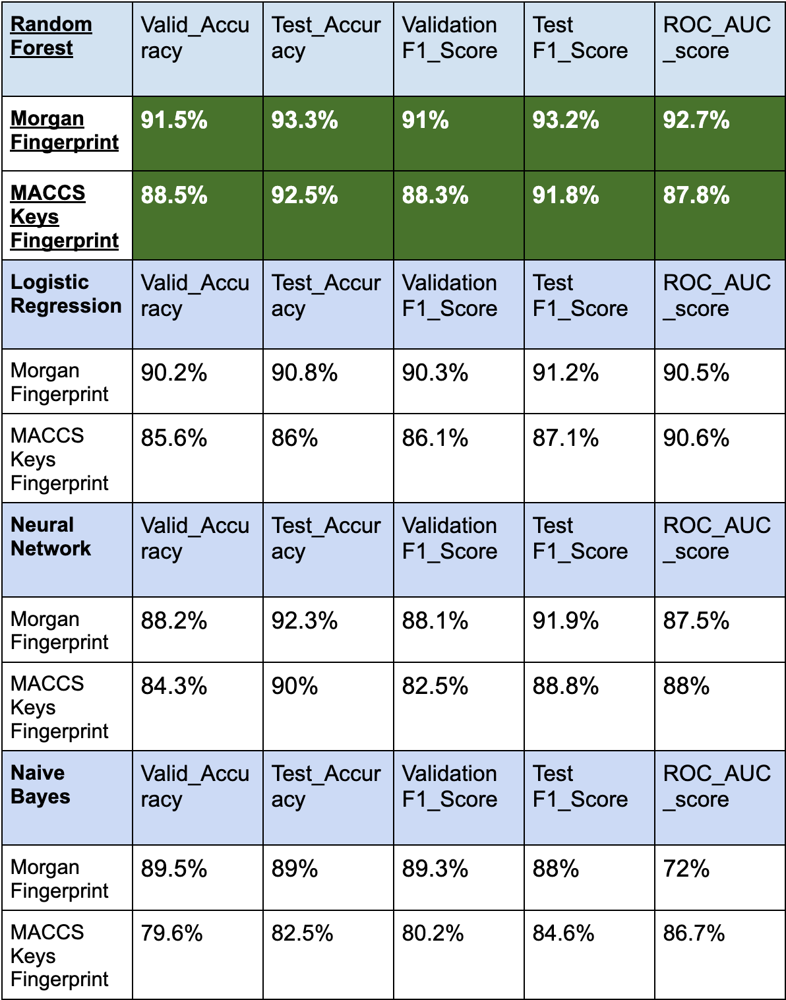 Random Forest Valid_Accuracy Test_Accuracy Validation F1_Score Test F1_Score ROC_AUC_score
Morgan Fingerprint 91.5% 93.3% 91% 93.2% 92.7%
MACCS Keys Fingerprint 88.5% 92.5% 88.3% 91.8% 87.8%
Logistic Regression Valid_Accuracy Test_Accuracy Validation F1_Score Test F1_Score ROC_AUC_score
Morgan Fingerprint 90.2% 90.8% 90.3% 91.2% 90.5%
MACCS Keys Fingerprint 85.6% 86% 86.1% 87.1% 90.6%
Neural Network Valid_Accuracy Test_Accuracy Validation F1_Score Test F1_Score ROC_AUC_score
Morgan Fingerprint 88.2% 92.3% 88.1% 91.9% 87.5%
MACCS Keys Fingerprint 84.3% 90% 82.5% 88.8% 88%
Naive Bayes Valid_Accuracy Test_Accuracy Validation F1_Score Test F1_Score ROC_AUC_score
Morgan Fingerprint 89.5% 89% 89.3% 88% 72%
MACCS Keys Fingerprint 79.6% 82.5% 80.2% 84.6% 86.7%